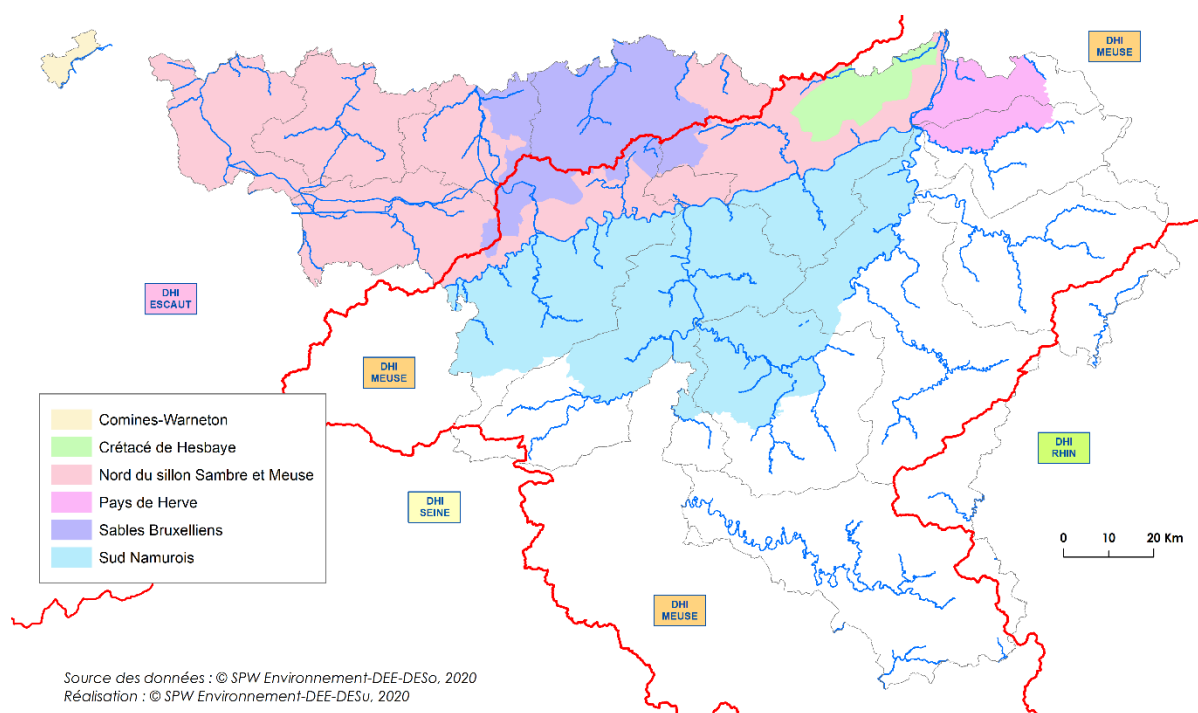 DHI
MEUSE
DHI
ESCAUT
DHI
MEUSE
Comines-Warneton
Crétacé de Hesbaye
Nord du sillon Sambre et Meuse
Pays de Herve
Sables Bruxelliens
Sud Namurois
DHI
RHIN
DHI
SEINE
0 10 20 Km
DHI
MEUSE
Source des données : © SPW Environnement-DEE-DESo, 2020
Réalisation : © SPW Environnement-DEE-DESu, 2020